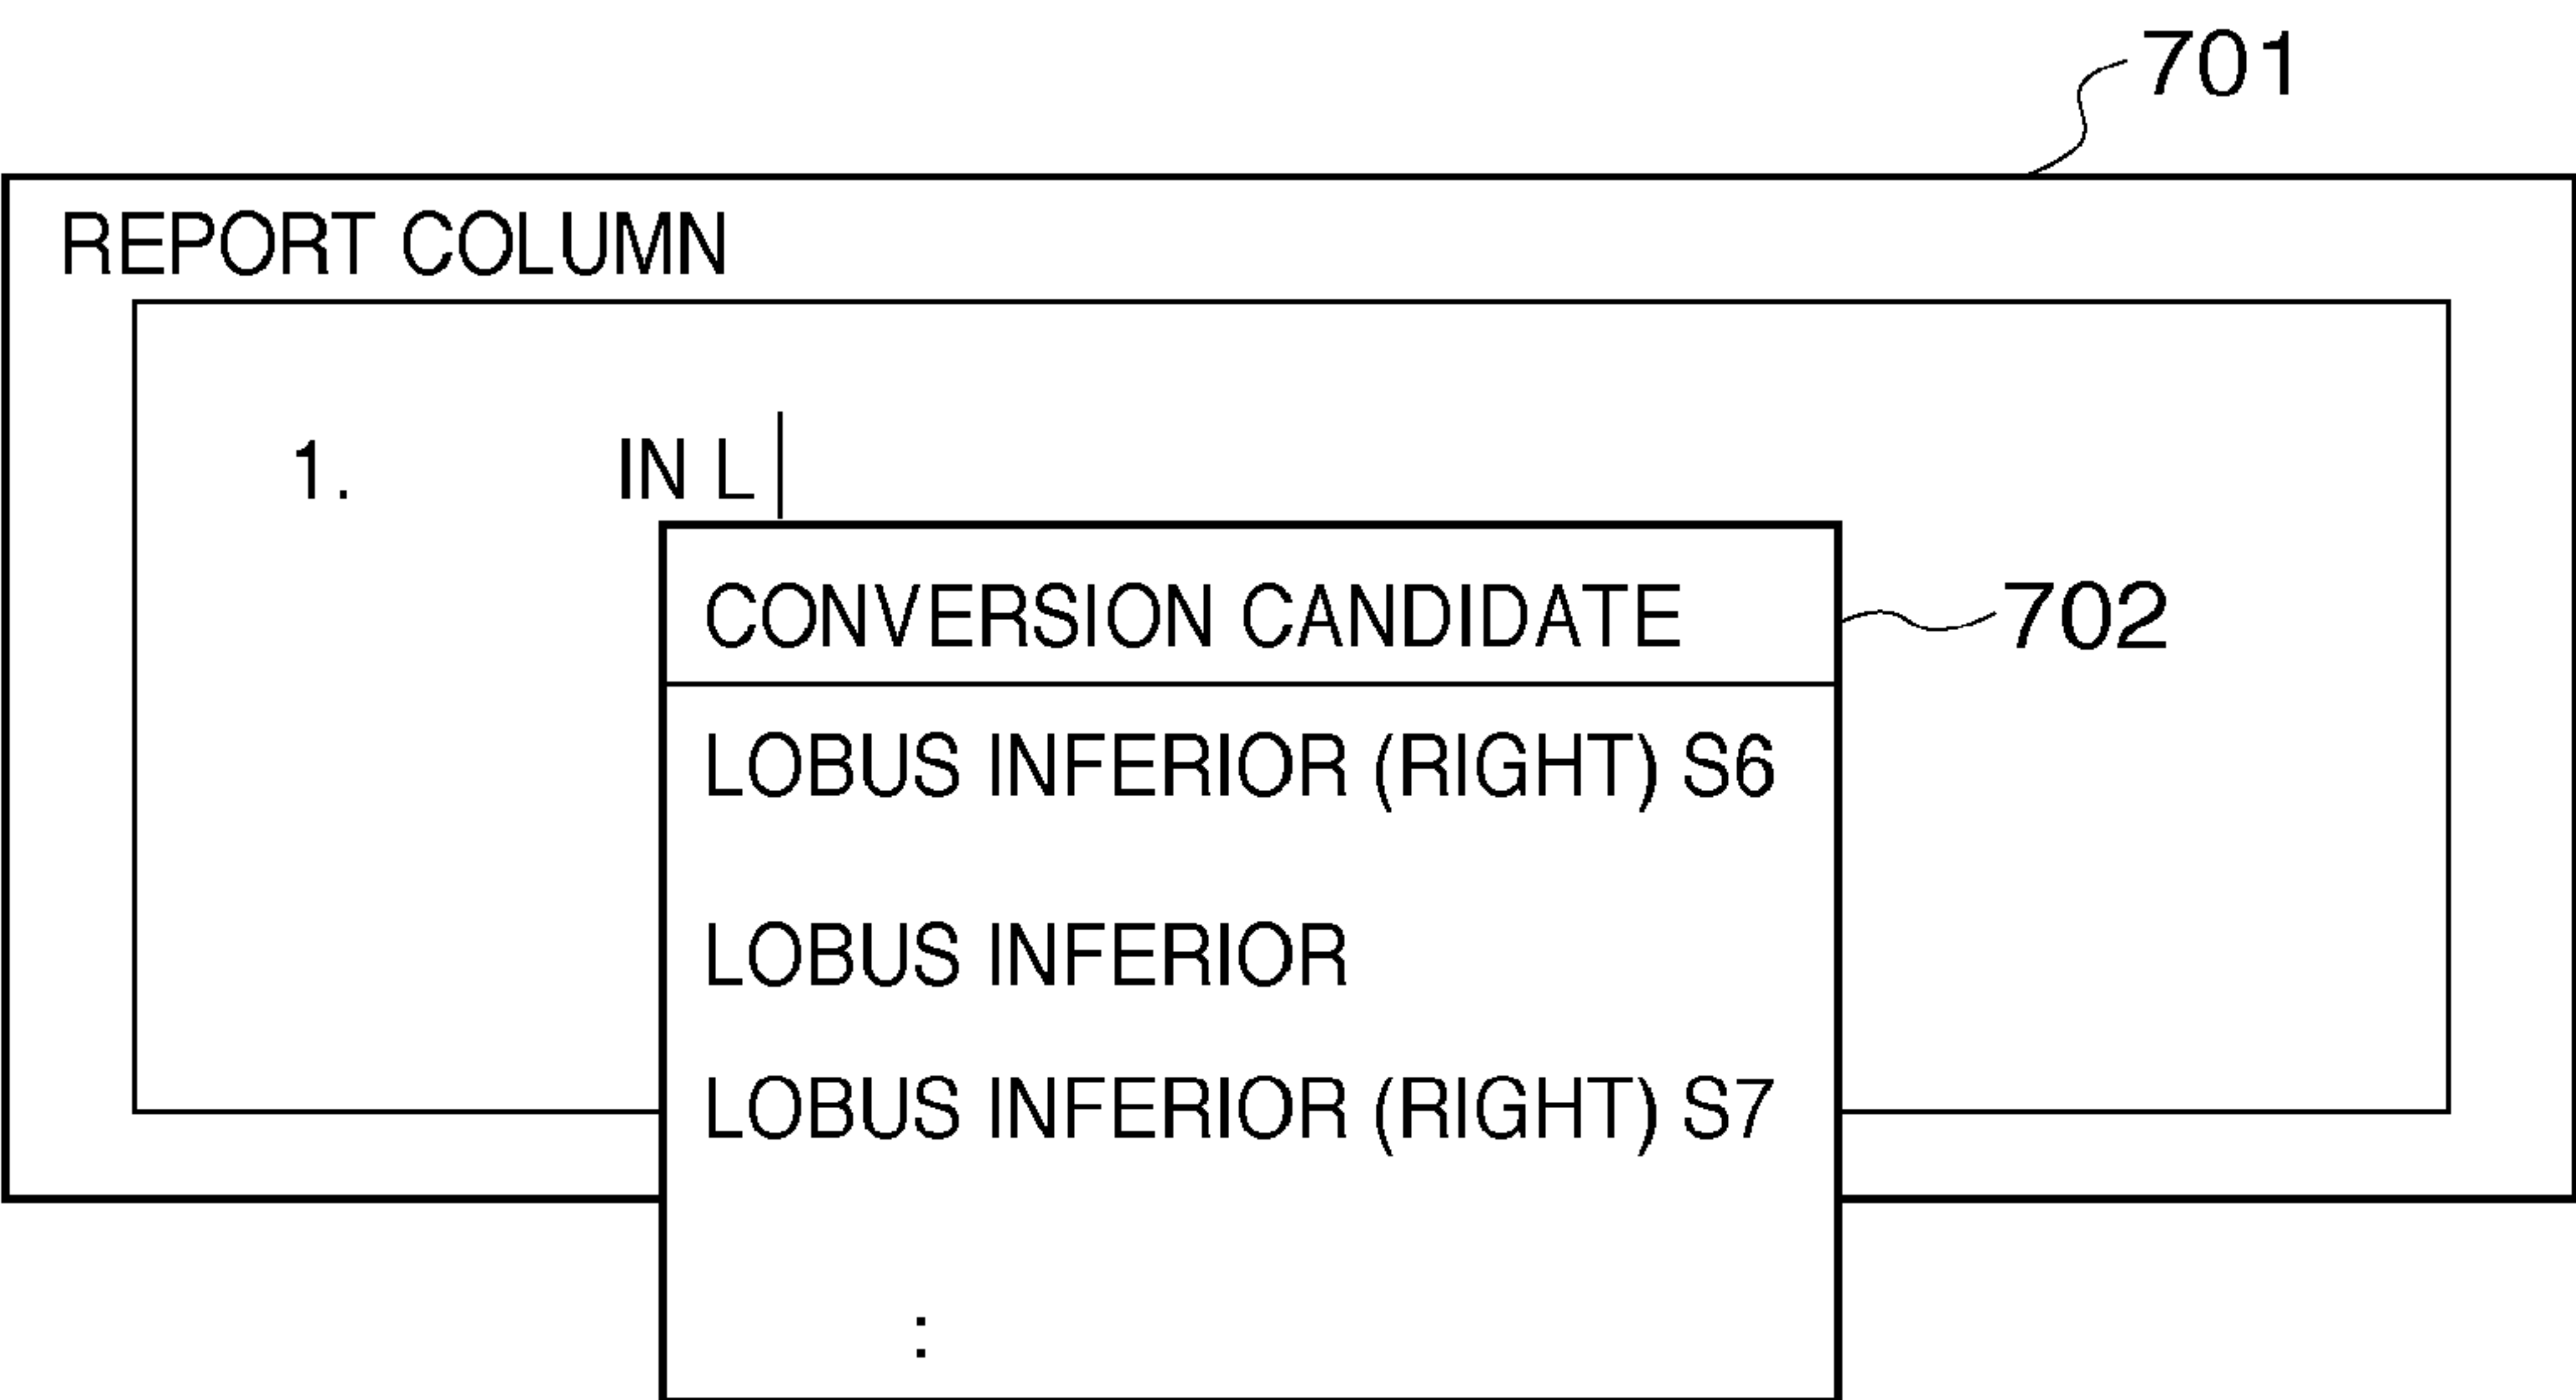 701
REPORT COLUMN
1. IN L
CONVERSION CANDIDATE
702
LOBUS INFERIOR (RIGHT) S6
LOBUS INFERIOR
LOBUS INFERIOR (RIGHT) S7
: